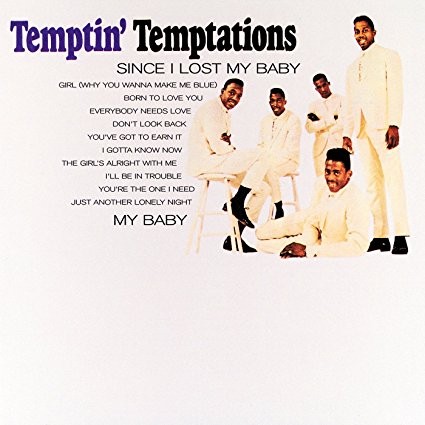 Temptin' Temptations
SINCE I LOST MY BABY
GIRL (WHY YOU WANNA MAKE ME BLUE)
BORN TO LOVE YOU
EVERYBODY NEEDS LOVE
DON'T LOOK BACK
YOU'VE GOT TO EARN IT
I GOTTA KNOW NOW
THE GIRL'S ALRIGHT WITH ME
I'LL BE IN TROUBLE
YOU'RE THE ONE I NEED
JUST ANOTHER LONELY NIGHT
MY BABY